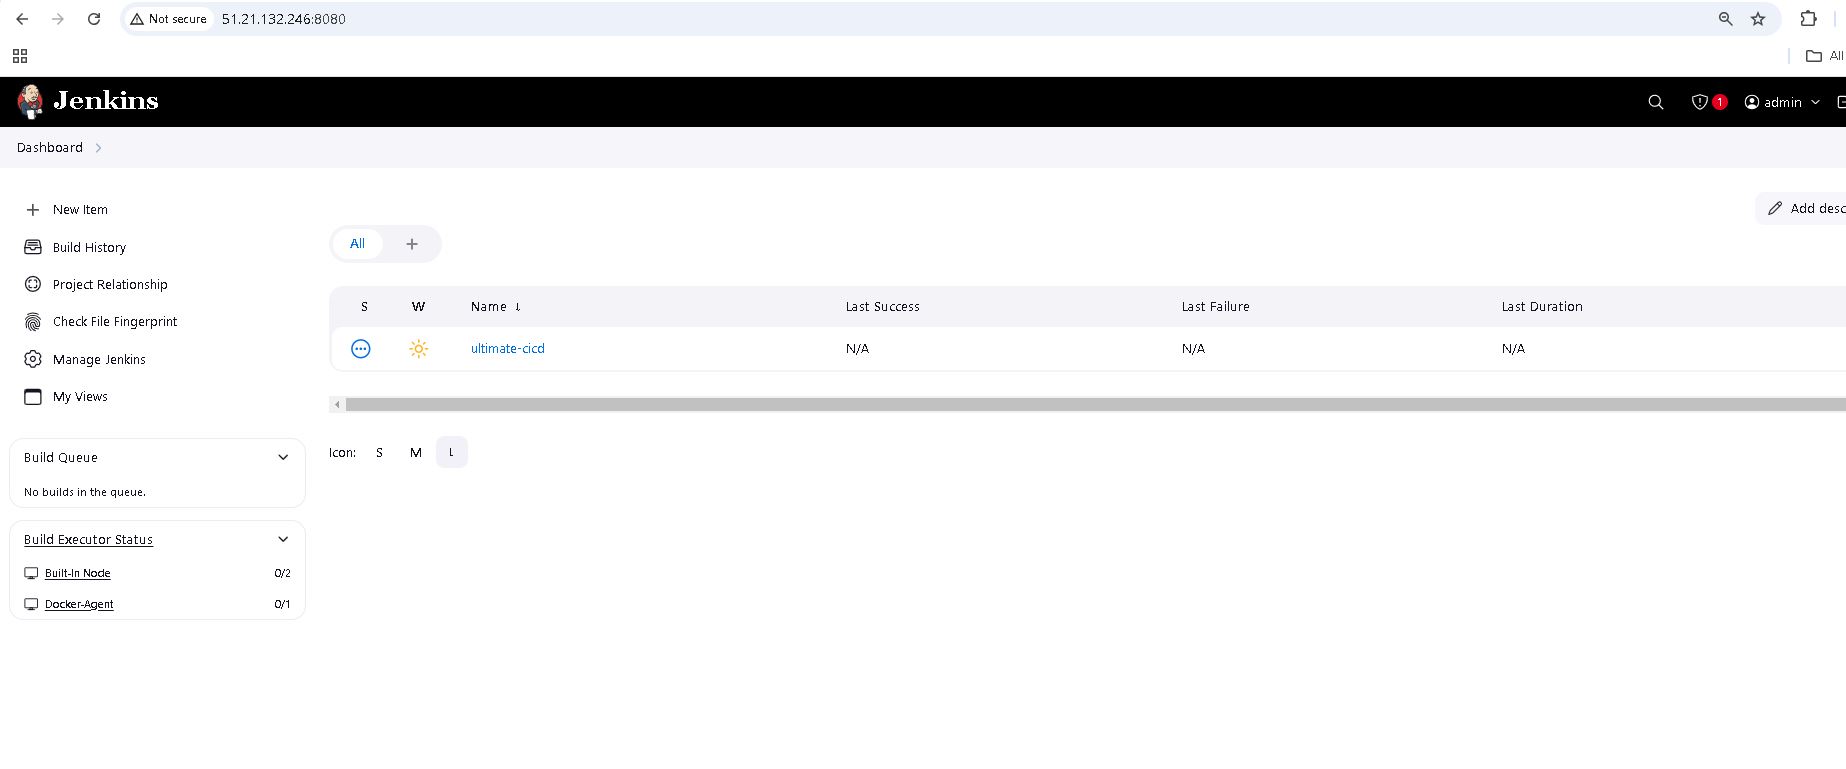 Not secure 51.21.132.246:8080
All
Jenkins
1 admin
Dashboard
New Item
Build History
Project Relationship
Check File Fingerprint
Manage Jenkins
My Views
Build Queue
No builds in the queue.
Build Executor Status
Built-In Node 0/2
Docker-Agent 0/1
Add desc
All +
S W Name ↓ Last Success Last Failure Last Duration
ultimate-cicd N/A N/A N/A
Icon: S M L